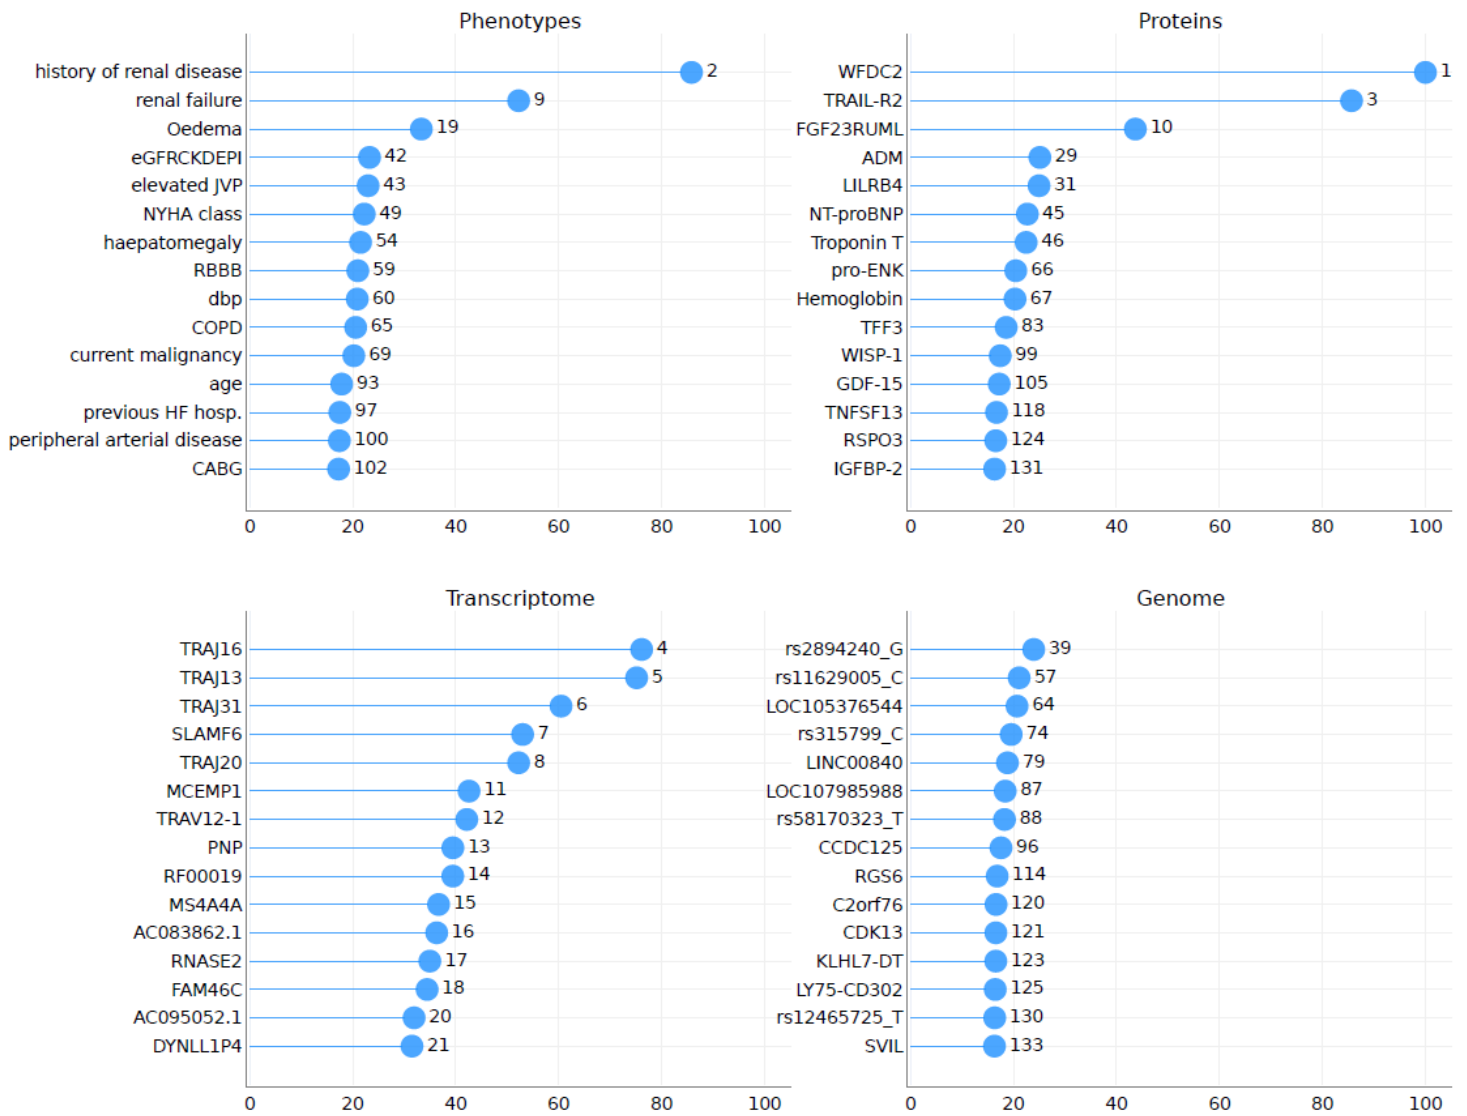 Phenotypes
history of renal disease 2
renal failure 9
Oedema 19
eGFRCKDEPI 42
elevated JVP 43
NYHA class 49
haepatomegaly 54
RBBB 59
dbp 60
COPD 65
current malignancy 69
age 93
previous HF hosp. 97
peripheral arterial disease 100
CABG 102
0 20 40 60 80 100
Proteins
WFDC2 1
TRAIL-R2 3
FGF23RUML 10
ADM 29
LILRB4 31
NT-proBNP 45
Troponin T 46
pro-ENK 66
Hemoglobin 67
TFF3 83
WISP-1 99
GDF-15 105
TNFSF13 118
RSPO3 124
IGFBP-2 131
0 20 40 60 80 100
Transcriptome
TRAJ16 4
TRAJ13 5
TRAJ31 6
SLAMF6 7
TRAJ20 8
MCEMP1 11
TRAV12-1 12
PNP 13
RF00019 14
MS4A4A 15
AC083862.1 16
RNASE2 17
FAM46C 18
AC095052.1 20
DYNLL1P4 21
0 20 40 60 80 100
Genome
rs2894240_G 39
rs11629005_C 57
LOC105376544 64
rs315799_C 74
LINC00840 79
LOC107985988 87
rs58170323_T 88
CCDC125 96
RGS6 114
C2orf76 120
CDK13 121
KLHL7-DT 123
LY75-CD302 125
rs12465725_T 130
SVIL 133
0 20 40 60 80 100